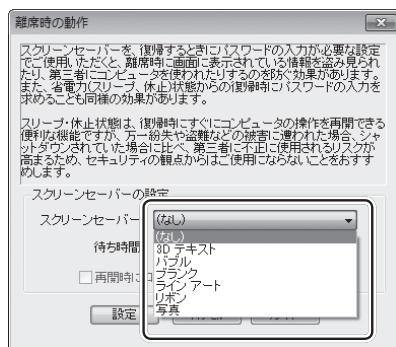 離席時の動作
スクリーンセーバーを、復帰するときにパスワードの入力が必要な設定
でご使用いただくと、離席時に画面に表示されている情報を盗み見られ
たり、第三者にコンピュータを使われたりするのを防ぐ効果があります。
また、省電力(スリープ、休止)状態からの復帰時にパスワードの入力を
求めることも同様の効果があります。
スリープ・休止状態は、復帰時にすぐにコンピュータの操作を再開できる
便利な機能ですが、万一紛失や盗難などの被害に遭われた場合、シャ
ットダウンされていた場合に比べ、第三者に不正に使用されるリスクが
高まるため、セキュリティの観点からはご使用にならないことをおすす
めします。
スクリーンセーバーの設定
スクリーンセーバー (なし)
(なし)
待ち時間 3D テキスト
バブル
ブランク
再開時に ライン アート
リボン
写真
設定